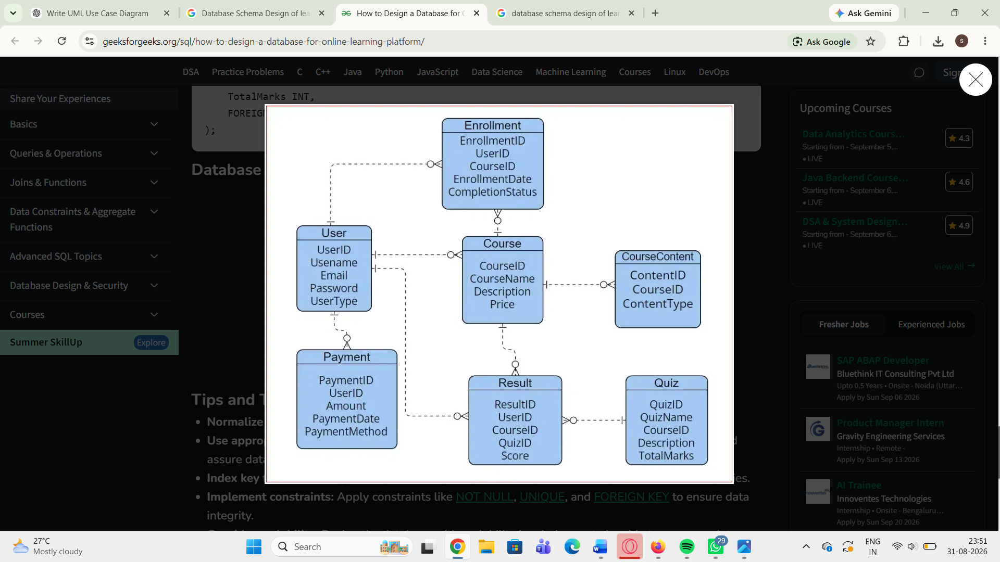 Write UML Use Case Diagram
Database Schema Design of lea
How to Design a Database for
database schema design of lear
Ask Gemini
geeksforgeeks.org/sql/how-to-design-a-database-for-online-learning-platform/
Ask Google
S
DSA
Practice Problems
C
C++
Java
Python
JavaScript
Data Science
Machine Learning
Courses
Linux
DevOps
Sig
Share Your Experiences
Basics
Queries & Operations
Joins & Functions
Data Constraints & Aggregate
Functions
Advanced SQL Topics
Database Design & Security
Courses
Summer SkillUp
Explore
TotalMarks INT,
FOREIG
);
Database
Enrollment
EnrollmentID
UserID
CourseID
EnrollmentDate
CompletionStatus
User
UserID
Usename
Email
Password
UserType
Course
CourseID
CourseName
Description
Price
CourseContent
ContentID
CourseID
ContentType
Payment
PaymentID
UserID
Amount
PaymentDate
PaymentMethod
Result
ResultID
UserID
CourseID
QuizID
Score
Quiz
QuizID
QuizName
CourseID
Description
TotalMarks
Tips and T
• Normalize
• Use appro
assure dat
• Index key
ies.
• Implement constraints: Apply constraints like NOT NULL, UNIQUE, and FOREIGN KEY to ensure data
integrity.
Upcoming Courses
Data Analytics Cours...
Starting from - September 5,...
• LIVE
4.3
Java Backend Course...
Starting from - September 6,...
• LIVE
4.6
DSA & System Design...
Starting from - September 6,...
• LIVE
4.9
View All →
Fresher Jobs
Experienced Jobs
SAP ABAP Developer
Bluethink IT Consulting Pvt Ltd
Upto 0.5 Years • Onsite - Noida (Uttar...
Apply by Sun Sep 06 2026
Product Manager Intern
Gravity Engineering Services
Internship • Remote -
Apply by Sun Sep 13 2026
AI Trainee
Innoventes Technologies
Internship • Onsite - Bengaluru...
Apply by Sun Sep 20 2026
27°C
Mostly cloudy
Search
29
ENG
IN
23:51
31-08-2026